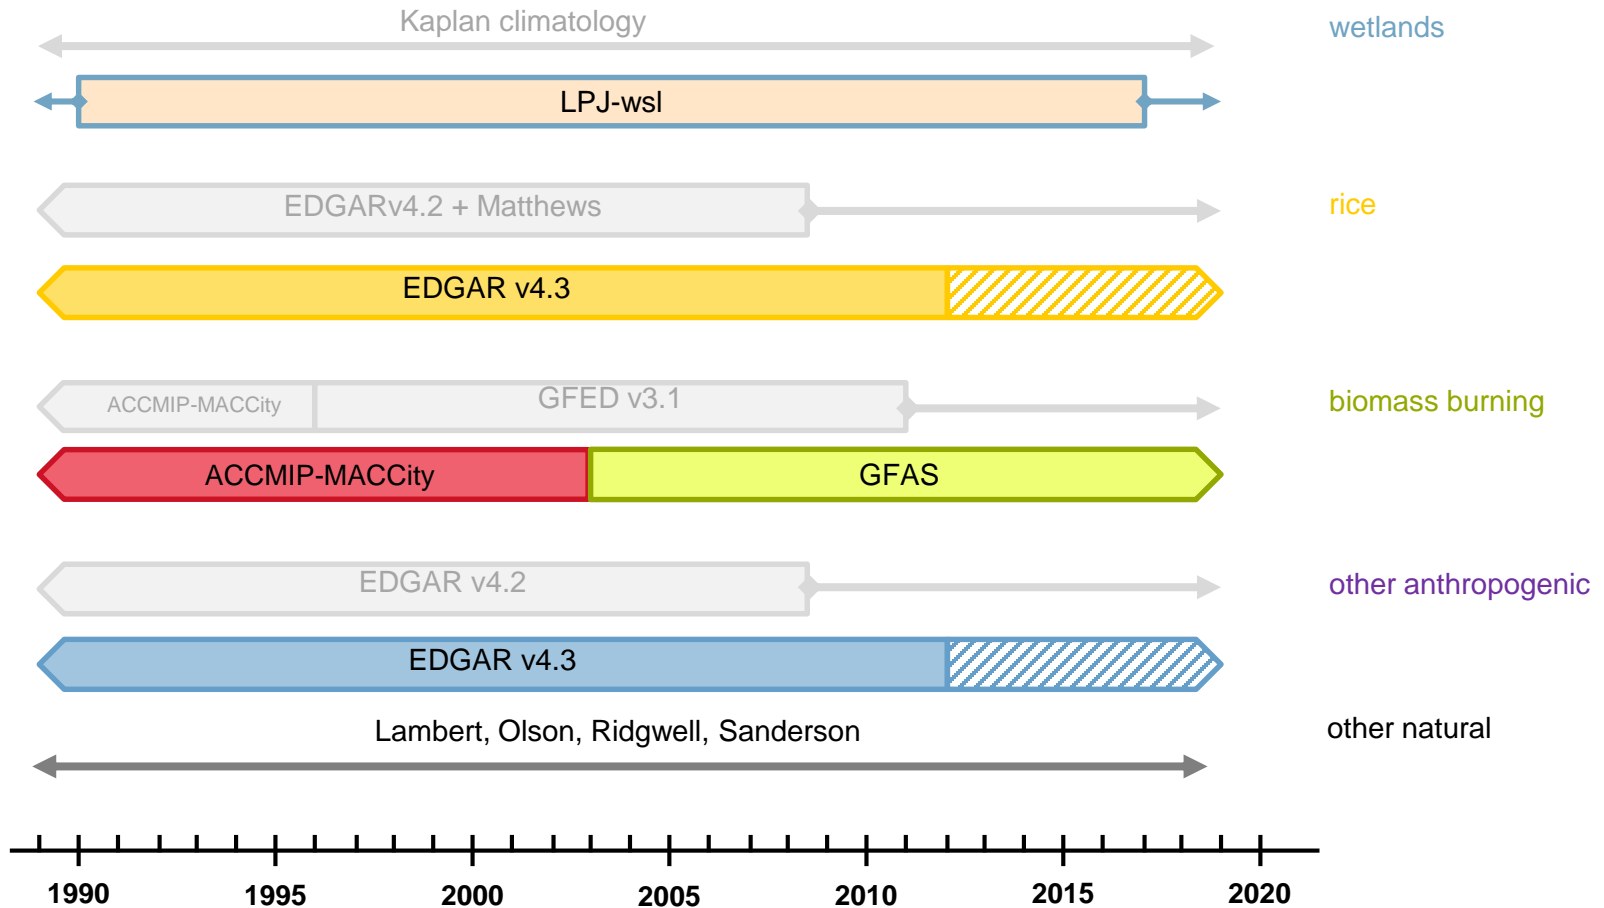 Kaplan climatology
wetlands
LPJ-wsl
EDGARv4.2 + Matthews
rice
EDGAR v4.3
ACCMIP-MACCity
GFED v3.1
biomass burning
ACCMIP-MACCity
GFAS
EDGAR v4.2
other anthropogenic
EDGAR v4.3
Lambert, Olson, Ridgwell, Sanderson
other natural
1990
1995
2000
2005
2010
2015
2020